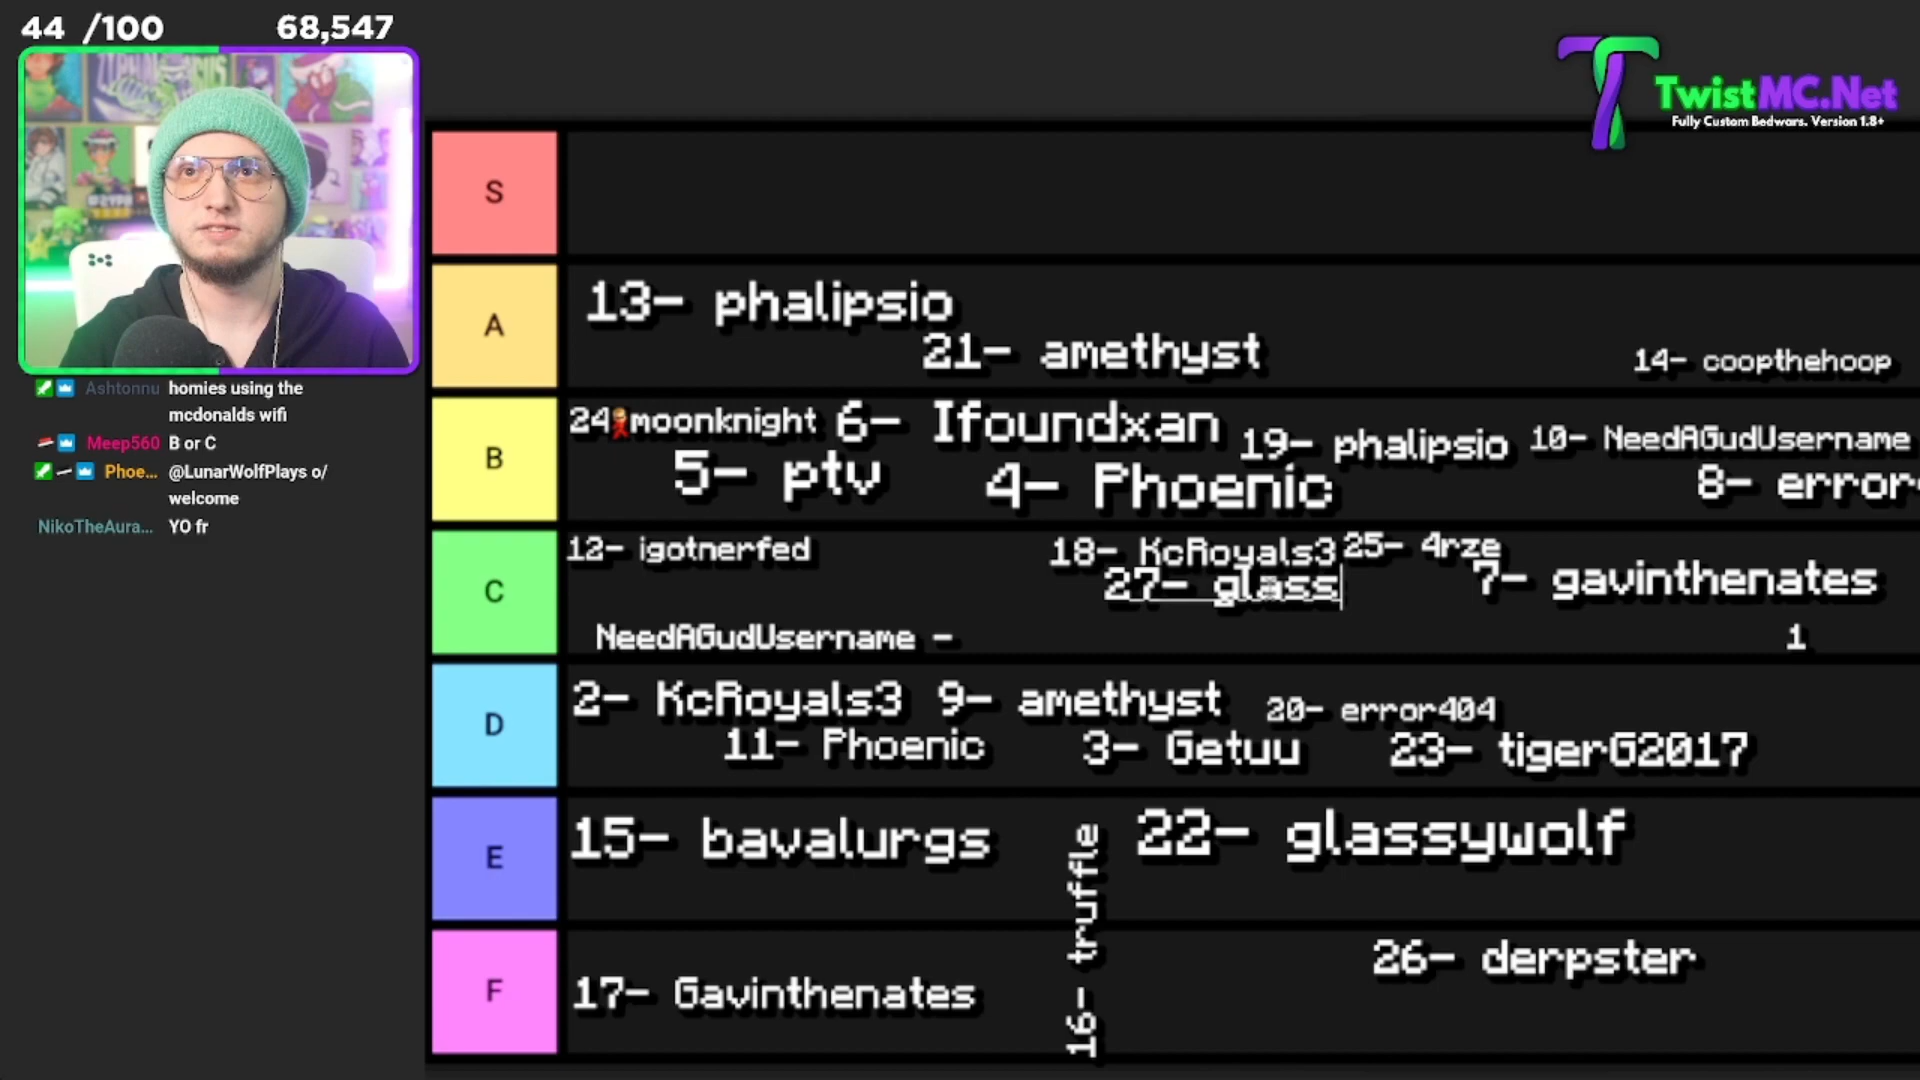 44 /100 68,547
TwistMC.Net
Fully Custom Bedwars. Version 1.8+
Ashtonnu homies using the
mcdonalds wifi
Meep560 B or C
Phoe... @LunarWolfPlays o/
welcome
NikoTheAura... YO fr
S
A
13- phalipsio
21- amethyst
14- coopthehoop
B
24 moonknight
6- Ifoundxan
19- phalipsio
10- NeedAGudUsername
5- ptv
4- Phoenic
8- error
C
12- igotnerfed
18- KcRoyals3
25- 4rze
27- glass
7- gavinthenates
NeedAGudUsername - 1
D
2- KcRoyals3
9- amethyst
20- error404
11- Phoenic
3- Getuu
23- tigerG2017
E
15- bavalurgs
16- truffle
22- glassywolf
F
17- Gavinthenates
26- derpster